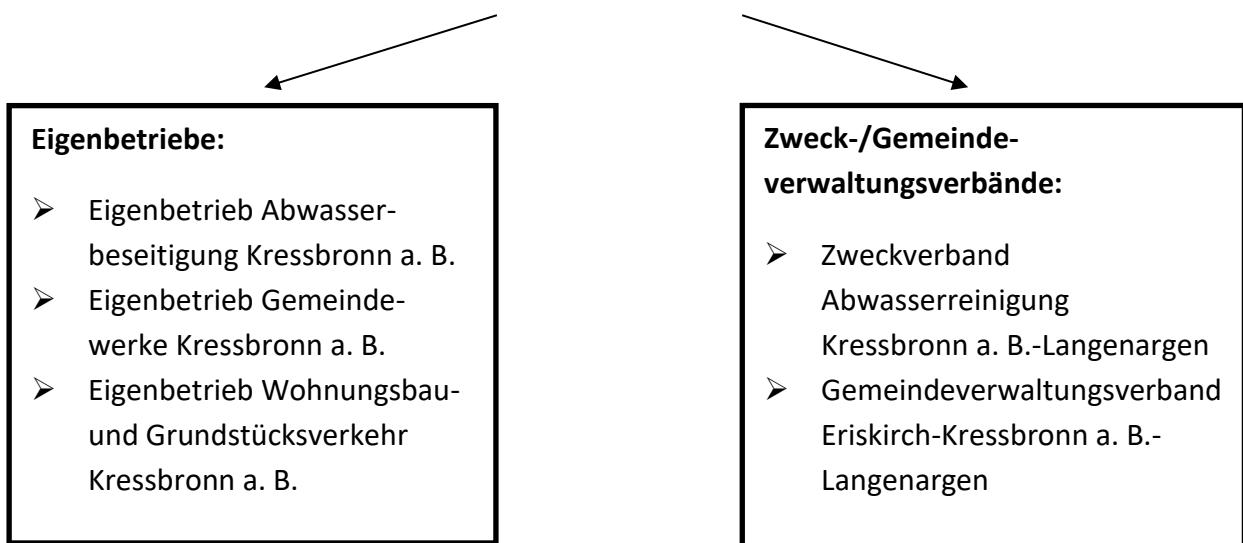 Eigenbetriebe:
➢ Eigenbetrieb Abwasser-
beseitigung Kressbronn a. B.
➢ Eigenbetrieb Gemeinde-
werke Kressbronn a. B.
➢ Eigenbetrieb Wohnungsbau-
und Grundstücksverkehr
Kressbronn a. B.
Zweck-/Gemeinde-
verwaltungsverbände:
➢ Zweckverband
Abwasserreinigung
Kressbronn a. B.-Langenargen
➢ Gemeindeverwaltungsverband
Eriskirch-Kressbronn a. B.-
Langenargen